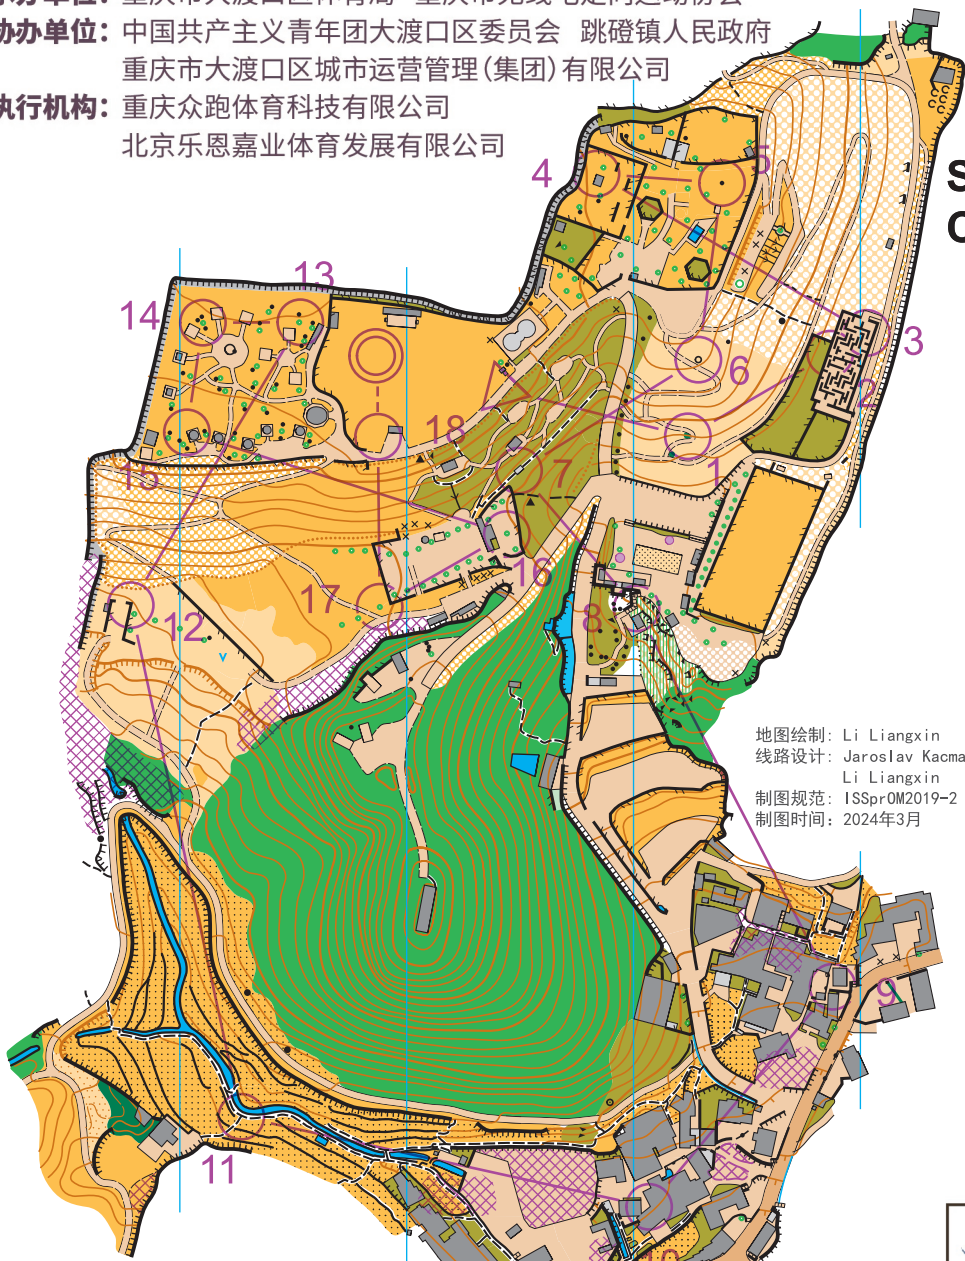 协办单位：中国共产主义青年团大渡口区委员会 跳磴镇人民政府
重庆市大渡口区城市运营管理(集团)有限公司
执行机构：重庆众跑体育科技有限公司
北京乐恩嘉业体育发展有限公司
4
5
S
C
13
14
3
6
2
18
1
7
15
16
17
8
12
地图绘制: Li Liangxin
线路设计: Jaroslav Kacma
Li Liangxin
制图规范: ISSprOM2019-2
制图时间: 2024年3月
9
11
10